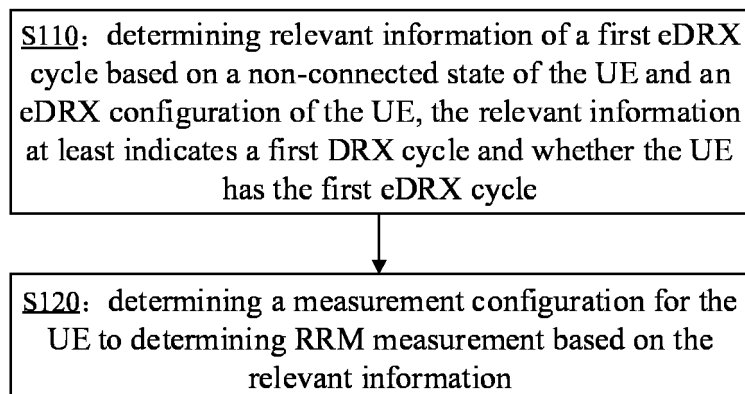 S110: determining relevant information of a first eDRX
cycle based on a non-connected state of the UE and an
eDRX configuration of the UE, the relevant information
at least indicates a first DRX cycle and whether the UE
has the first eDRX cycle
S120: determining a measurement configuration for the
UE to determining RRM measurement based on the
relevant information